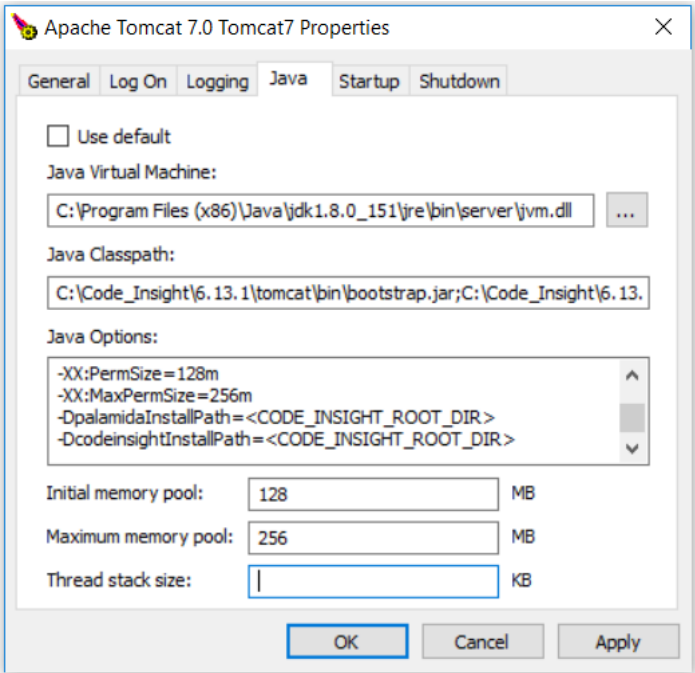 Apache Tomcat 7.0 Tomcat7 Properties
General Log On Logging Java Startup Shutdown
Use default
Java Virtual Machine:
C:\Program Files (x86)\Java\jdk1.8.0_151\jre\bin\server\jvm.dll ...
Java Classpath:
C:\Code_Insight\6.13.1\tomcat\bin\bootstrap.jar;C:\Code_Insight\6.13.
Java Options:
-XX:PermSize=128m
-XX:MaxPermSize=256m
-DpalamidaInstallPath=<CODE_INSIGHT_ROOT_DIR>
-DcodeinsightInstallPath=<CODE_INSIGHT_ROOT_DIR>
Initial memory pool: 128 MB
Maximum memory pool: 256 MB
Thread stack size: KB
OK Cancel Apply